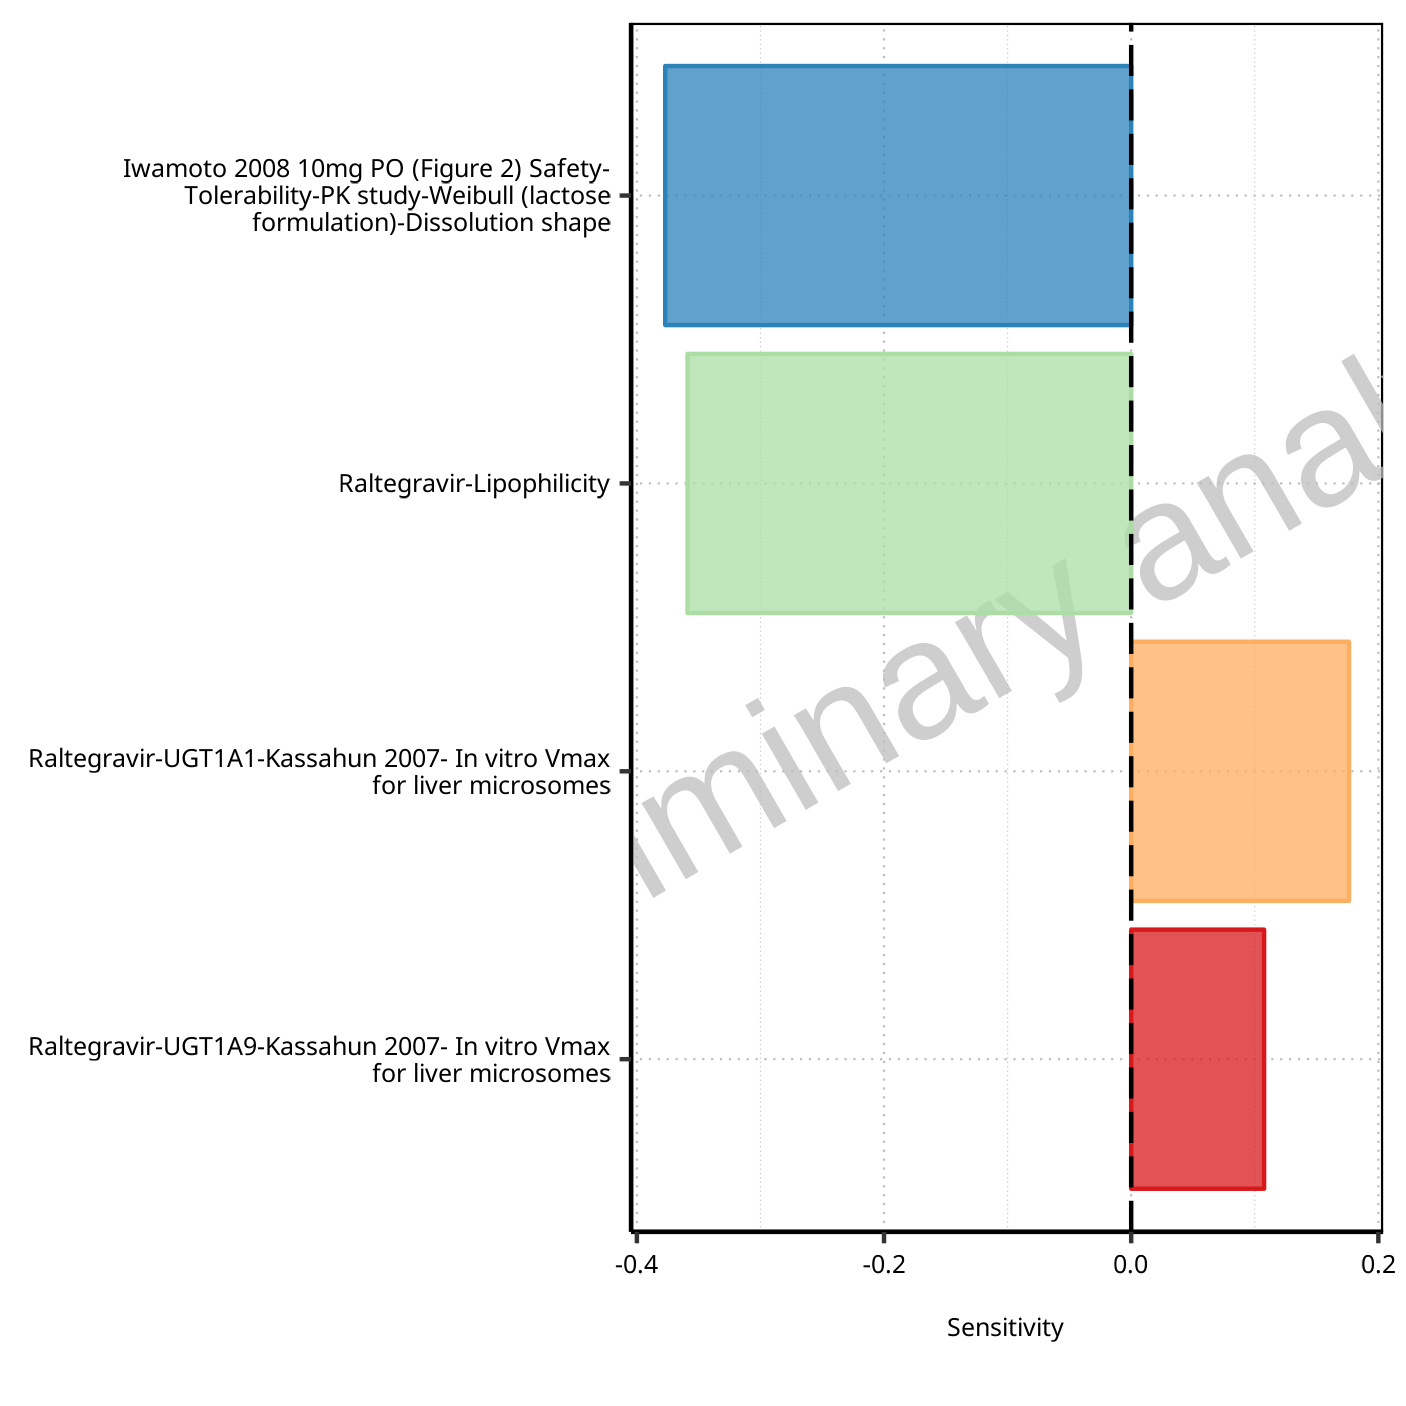 Iwamoto 2008 10mg PO (Figure 2) Safety-
Tolerability-PK study-Weibull (lactose
formulation)-Dissolution shape
Raltegravir-Lipophilicity
Raltegravir-UGT1A1-Kassahun 2007- In vitro Vmax
for liver microsomes
Raltegravir-UGT1A9-Kassahun 2007- In vitro Vmax
for liver microsomes
minary anal
-0.4
-0.2
0.0
0.2
Sensitivity